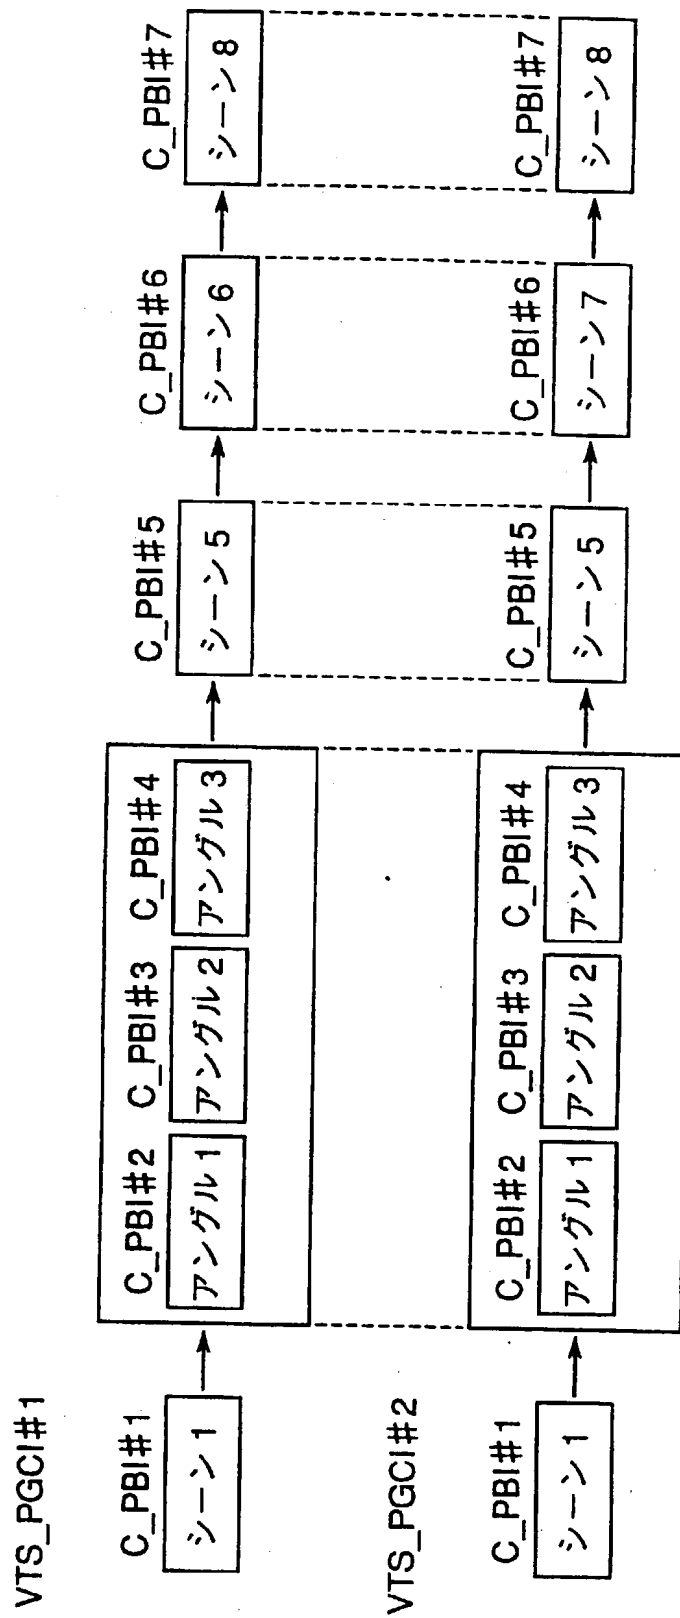 VTS_PGCI#1
C_PBI#1
シーン1
C_PBI#2
アングル1
C_PBI#3
アングル2
C_PBI#4
アングル3
C_PBI#5
シーン5
C_PBI#6
シーン6
C_PBI#7
シーン8
VTS_PGCI#2
C_PBI#1
シーン1
C_PBI#2
アングル1
C_PBI#3
アングル2
C_PBI#4
アングル3
C_PBI#5
シーン5
C_PBI#6
シーン7
C_PBI#7
シーン8